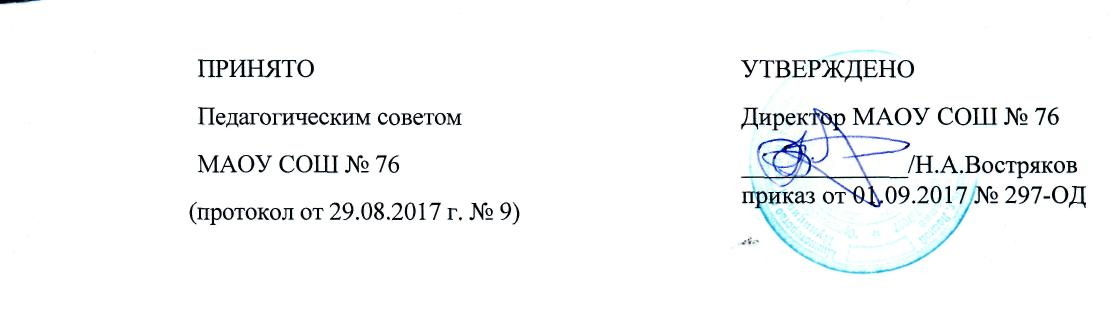 ПРИНЯТО
Педагогическим советом
МАОУ СОШ № 76
(протокол от 29.08.2017 г. № 9)
УТВЕРЖДЕНО
Директор МАОУ СОШ № 76
_____________/Н.А.Востряков
приказ от 01.09.2017 № 297-ОД